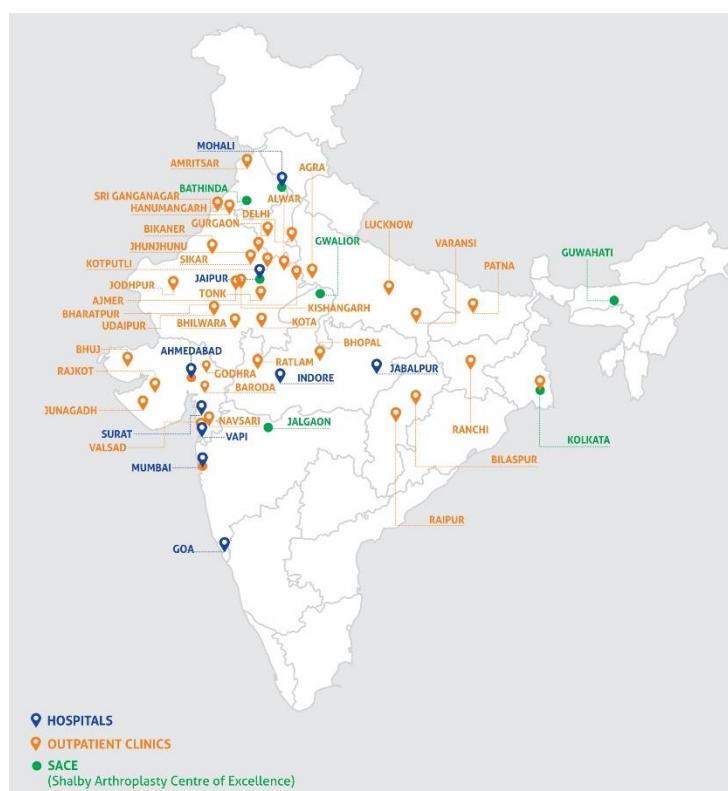 MOHALI
AMRITSAR
AGRA
BATHINDA
ALWAR
SRI GANGANAGAR
HANUMANGARH
DELHI
GURGAON
LUCKNOW
BIKANER
VARANSI
JHUNJHUNU
GWALIOR
GUWAHATI
KOTPUTLI
SIKAR
PATNA
JAIPUR
JODHPUR
TONK
KISHANGARH
AJMER
BHARATPUR
UDAIPUR
BHILWARA
KOTA
BHOPAL
BHUJ
AHMEDABAD
RATLAM
RAJKOT
GODHRA
INDORE
JABALPUR
BARODA
JUNAGADH
NAVSARI
JALGAON
RANCHI
SURAT
VAPI
KOLKATA
VALSAD
BILASPUR
MUMBAI
RAIPUR
GOA
HOSPITALS
OUTPATIENT CLINICS
SACE
(Shalby Arthroplasty Centre of Excellence)